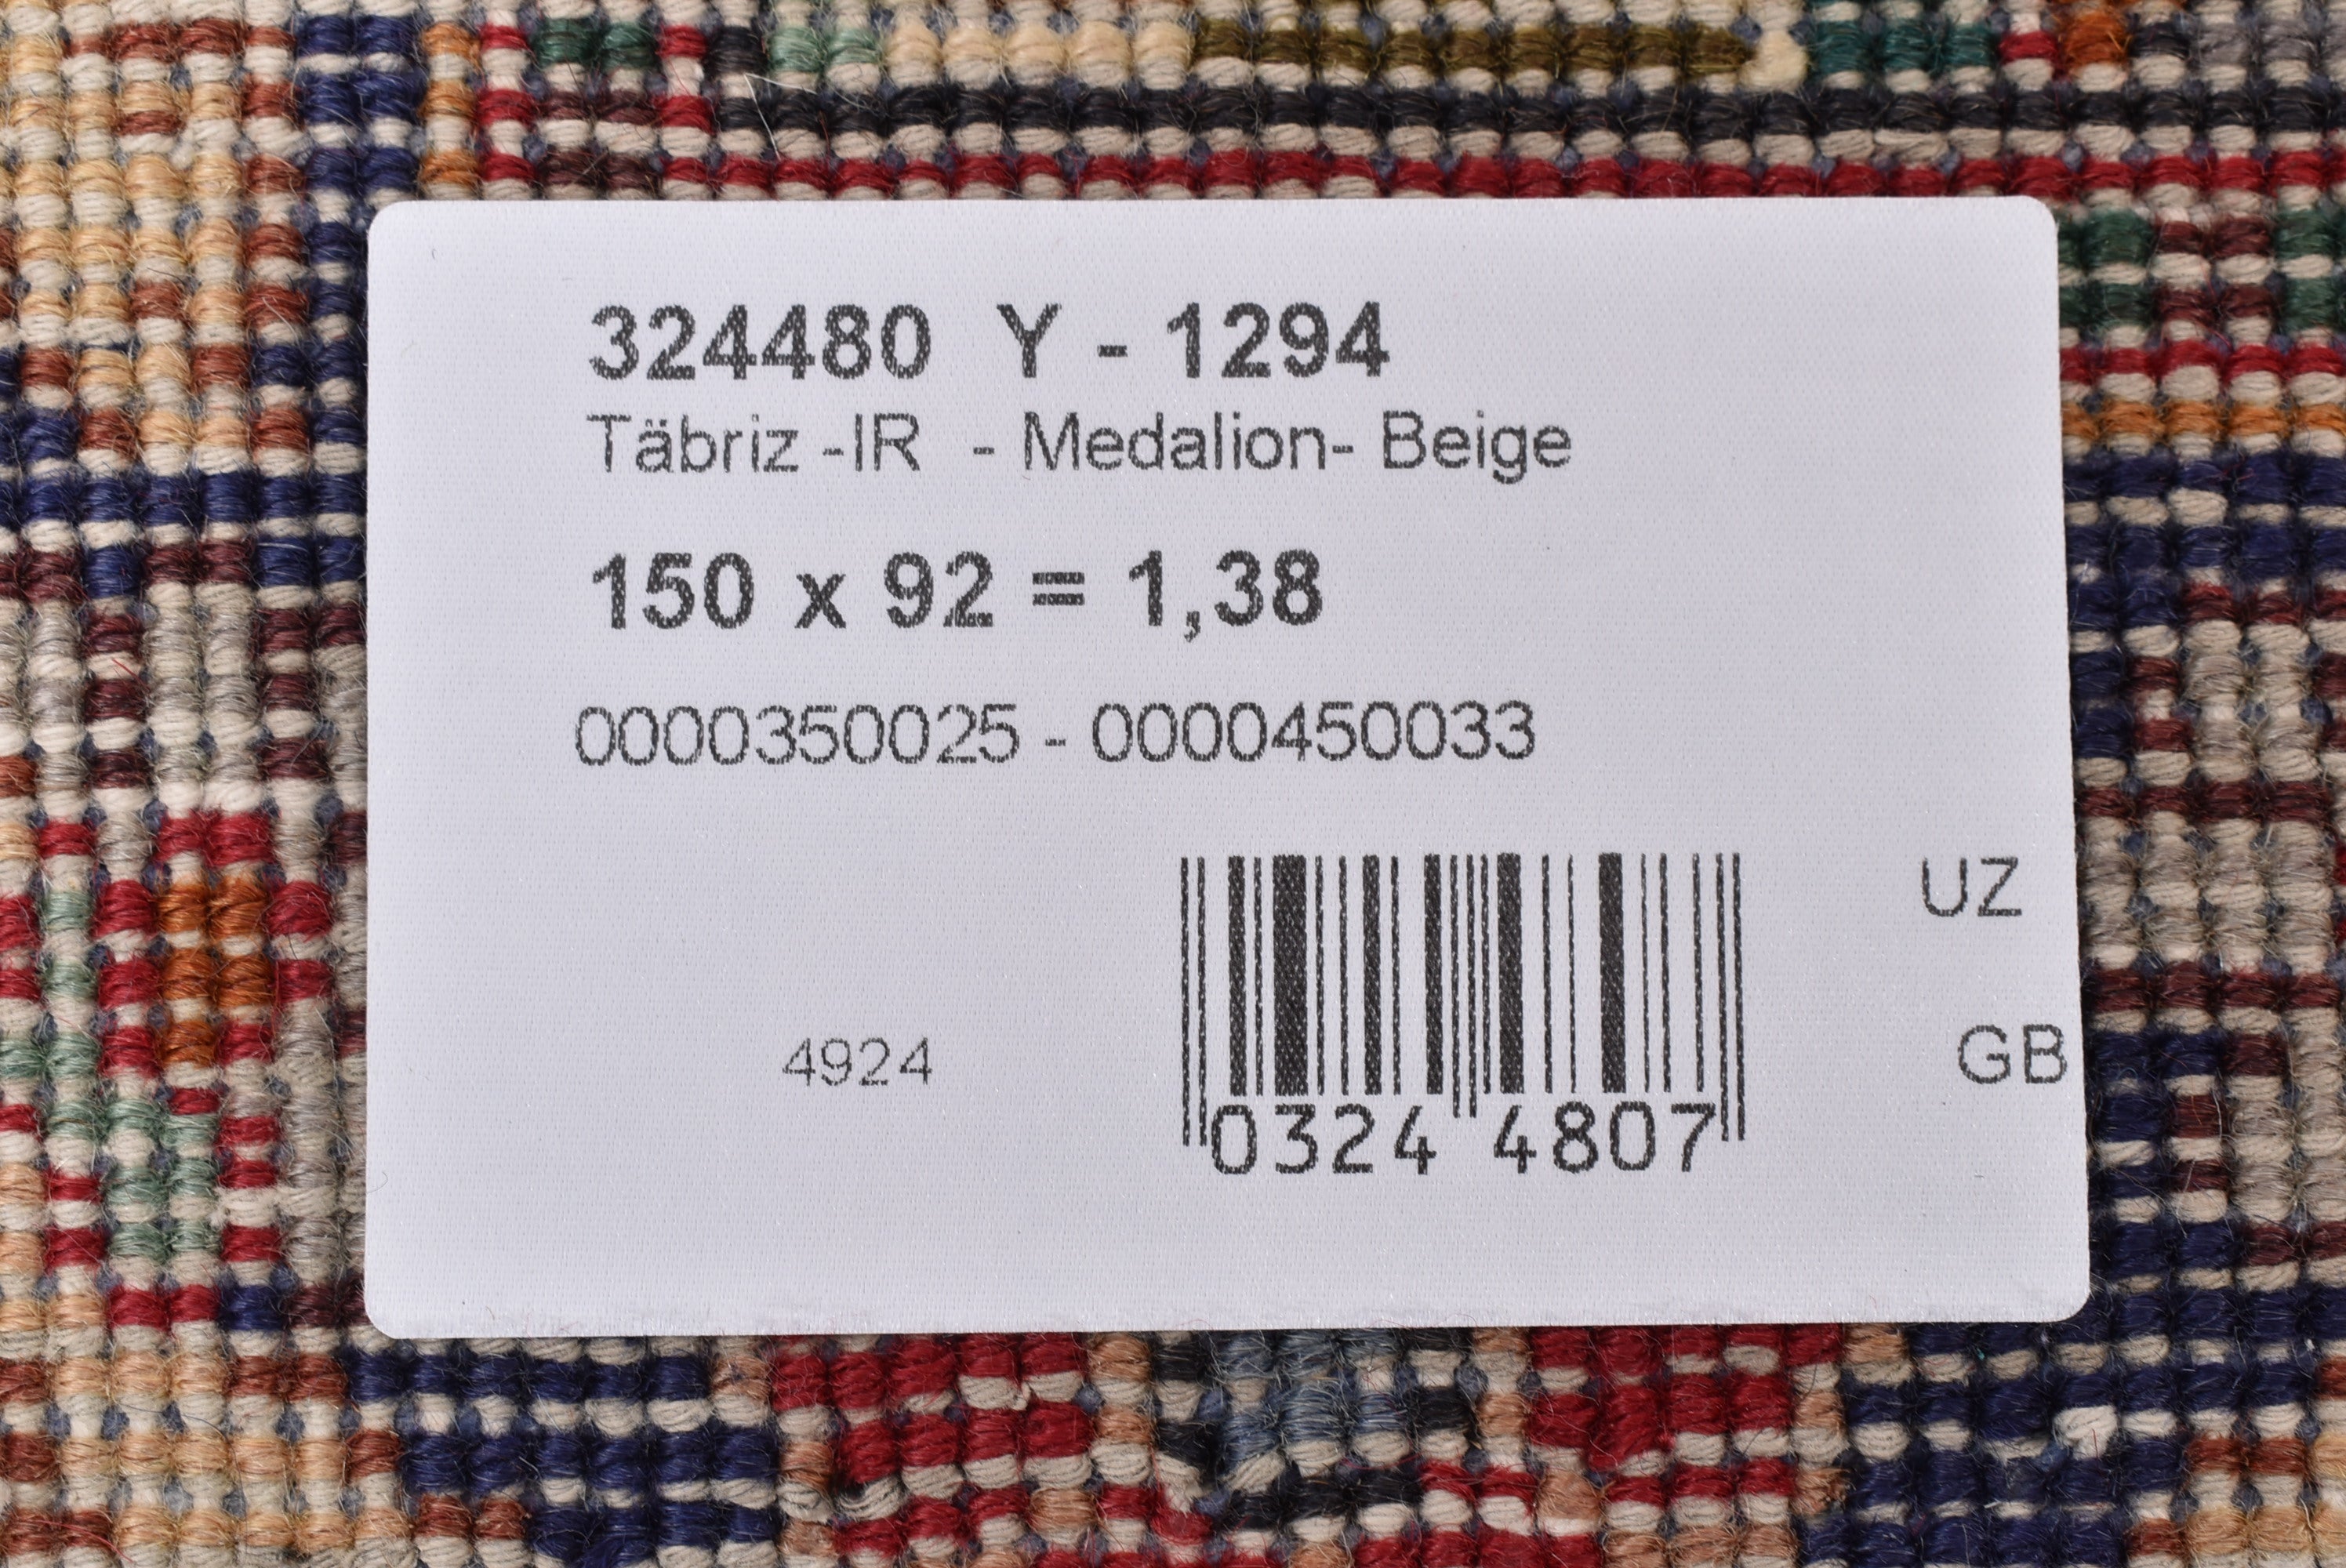 324480 Y - 1294
Täbriz -IR - Medalion- Beige
150 x 92 = 1,38
0000350025 - 0000450033
UZ
4924
GB
0324 4807